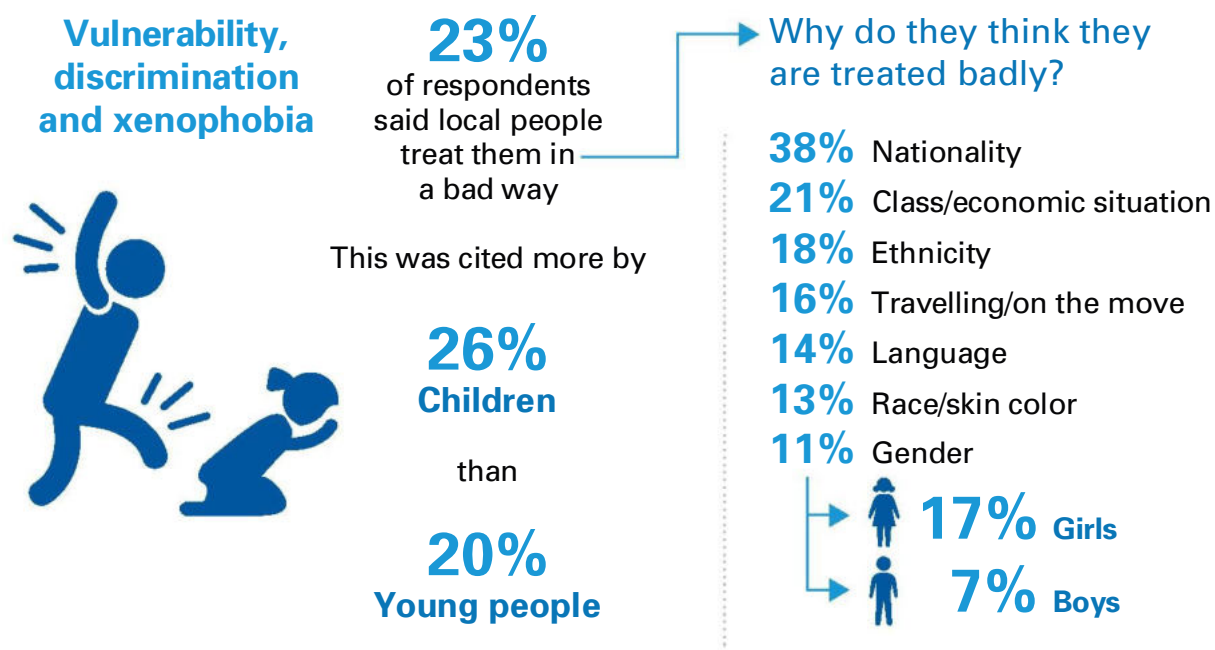 Vulnerability,
discrimination
and xenophobia
23%
of respondents
said local people
treat them in
a bad way
This was cited more by
26%
Children
than
20%
Young people
Why do they think they
are treated badly?
38% Nationality
21% Class/economic situation
18% Ethnicity
16% Travelling/on the move
14% Language
13% Race/skin color
11% Gender
17% Girls
7% Boys